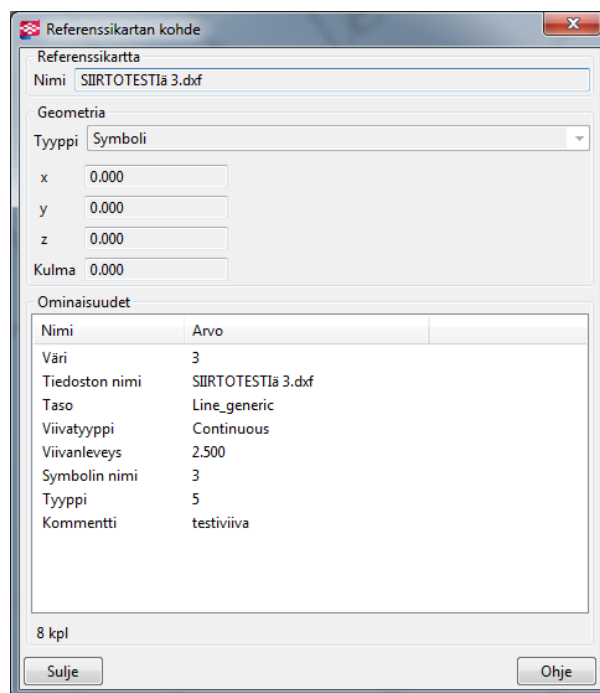 Referenssikartan kohde
Referenssikartta
Nimi SIIRTOTESTIä 3.dxf
Geometria
Tyyppi Symboli
x 0.000
y 0.000
z 0.000
Kulma 0.000
Ominaisuudet
Nimi Arvo
Väri 3
Tiedoston nimi SIIRTOTESTIä 3.dxf
Taso Line_generic
Viivatyyppi Continuous
Viivanleveys 2.500
Symbolin nimi 3
Tyyppi 5
Kommentti testiviiva
8 kpl
Sulje Ohje